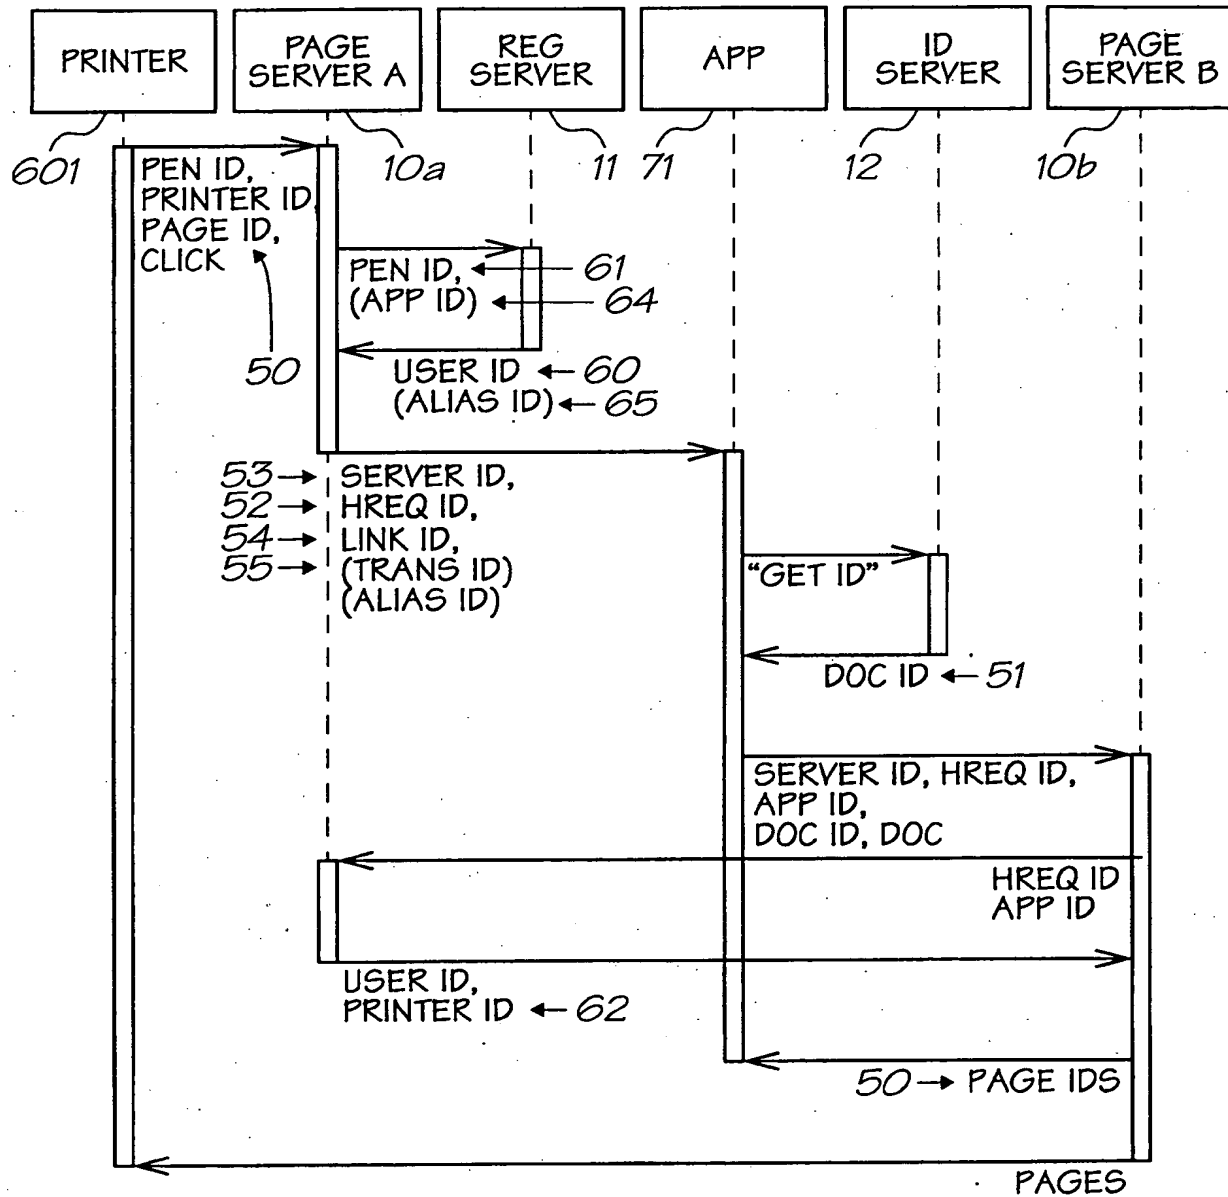 PRINTER
PAGE
SERVER A
REG
SERVER
APP
ID
SERVER
PAGE
SERVER B
601
10a
11
71
12
10b
PEN ID,
PRINTER ID
PAGE ID,
CLICK
50
PEN ID, 61
(APP ID) 64
USER ID 60
(ALIAS ID) 65
53 SERVER ID,
52 HREQ ID,
54 LINK ID,
55 (TRANS ID)
(ALIAS ID)
"GET ID"
DOC ID 51
SERVER ID, HREQ ID,
APP ID,
DOC ID, DOC
HREQ ID
APP ID
USER ID,
PRINTER ID 62
50 PAGE IDS
PAGES